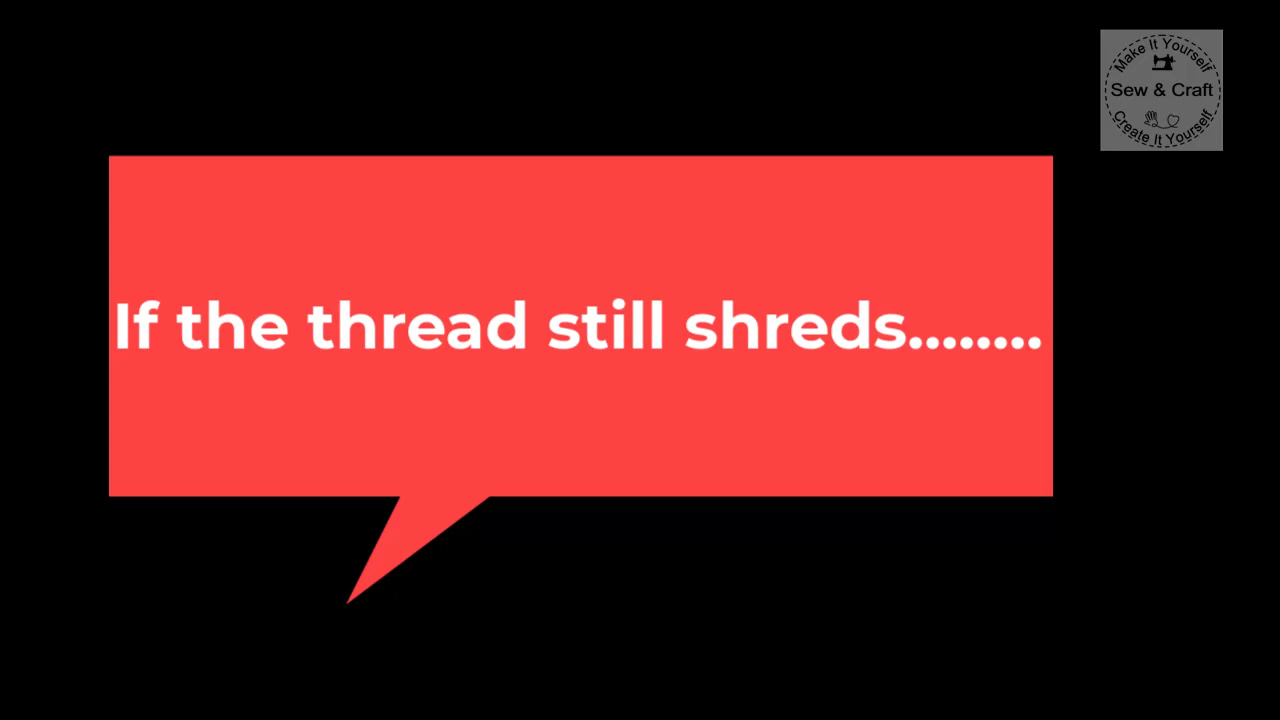 Make It Yourself
Sew & Craft
Create It Yourself
If the thread still shreds........